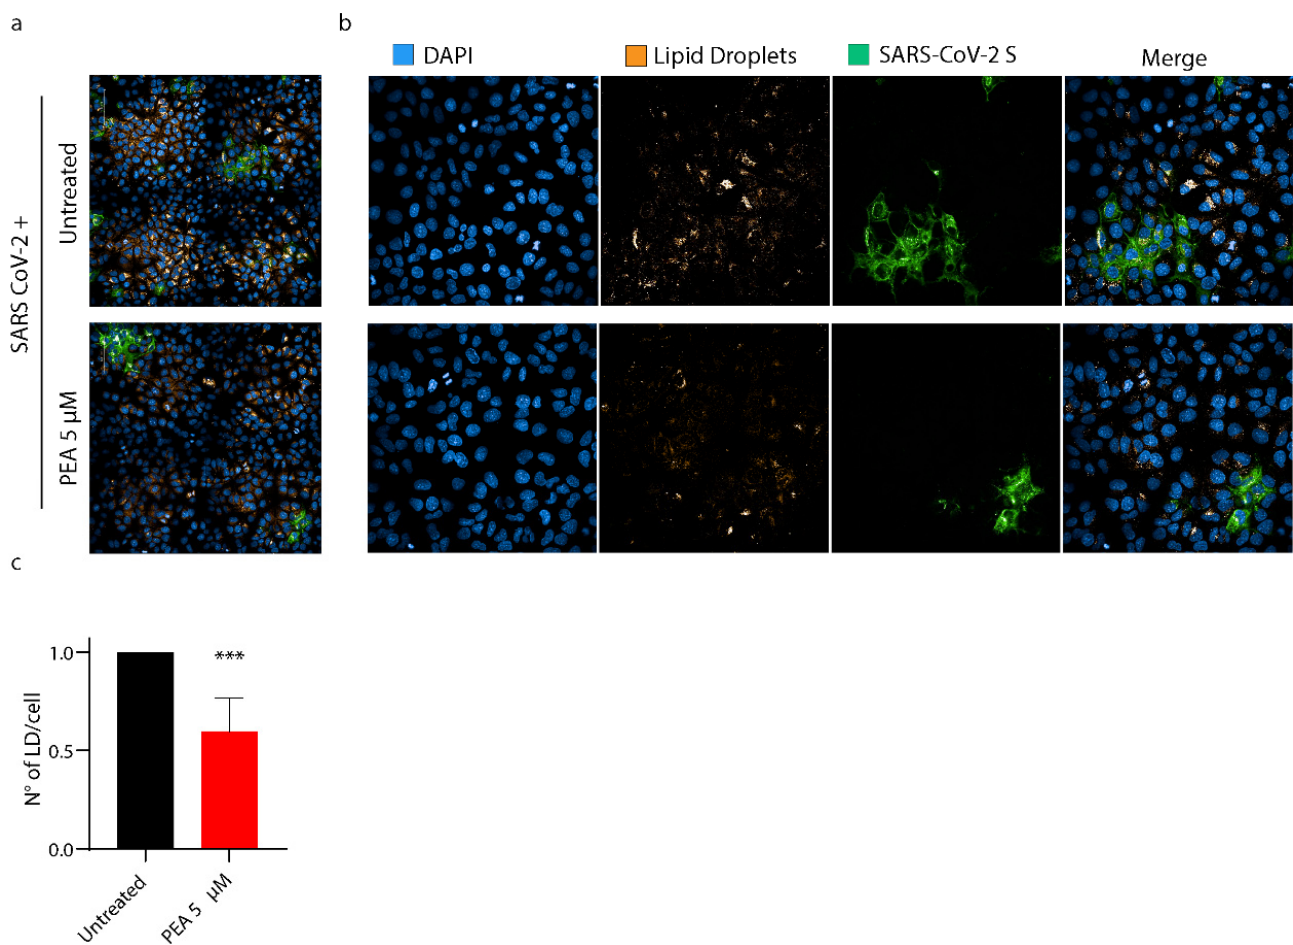 a
b
DAPI
Lipid Droplets
SARS-CoV-2 S
Merge
SARS CoV-2 +
Untreated
PEA 5 µM
c
N° of LD/cell
1.0
0.5
0.0
***
Untreated
PEA 5 µM